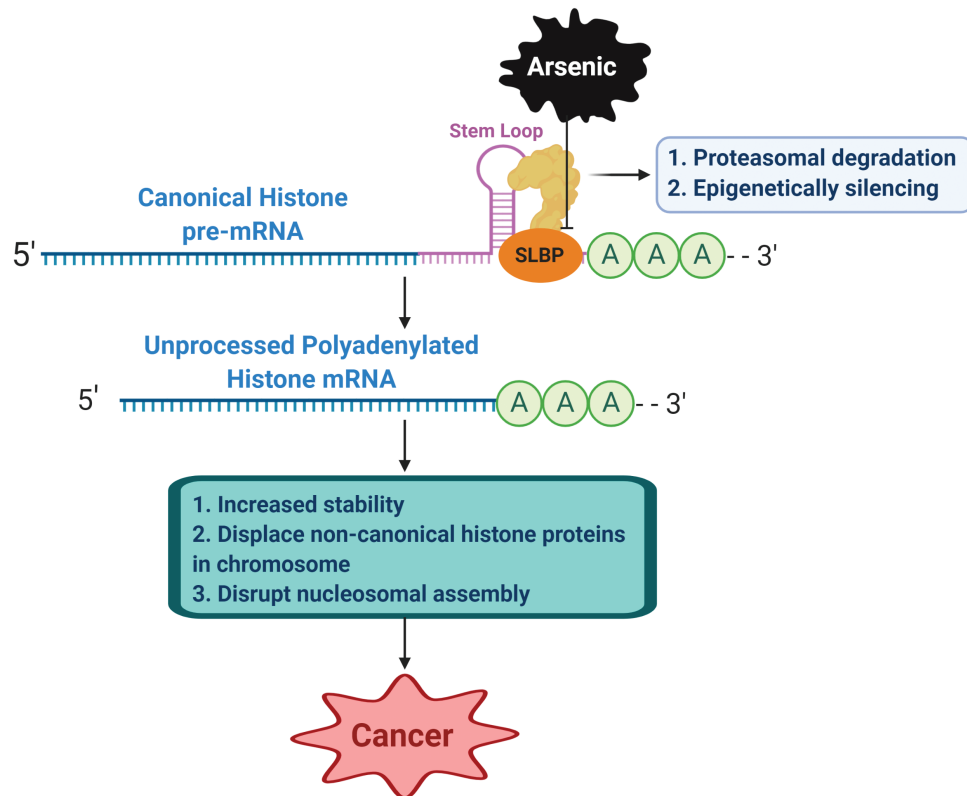 Arsenic
Stem Loop
1. Proteasomal degradation
2. Epigenetically silencing
Canonical Histone
pre-mRNA
5' SLBP A A A - - 3'
Unprocessed Polyadenylated
Histone mRNA
5' A A A - - 3'
1. Increased stability
2. Displace non-canonical histone proteins
in chromosome
3. Disrupt nucleosomal assembly
Cancer